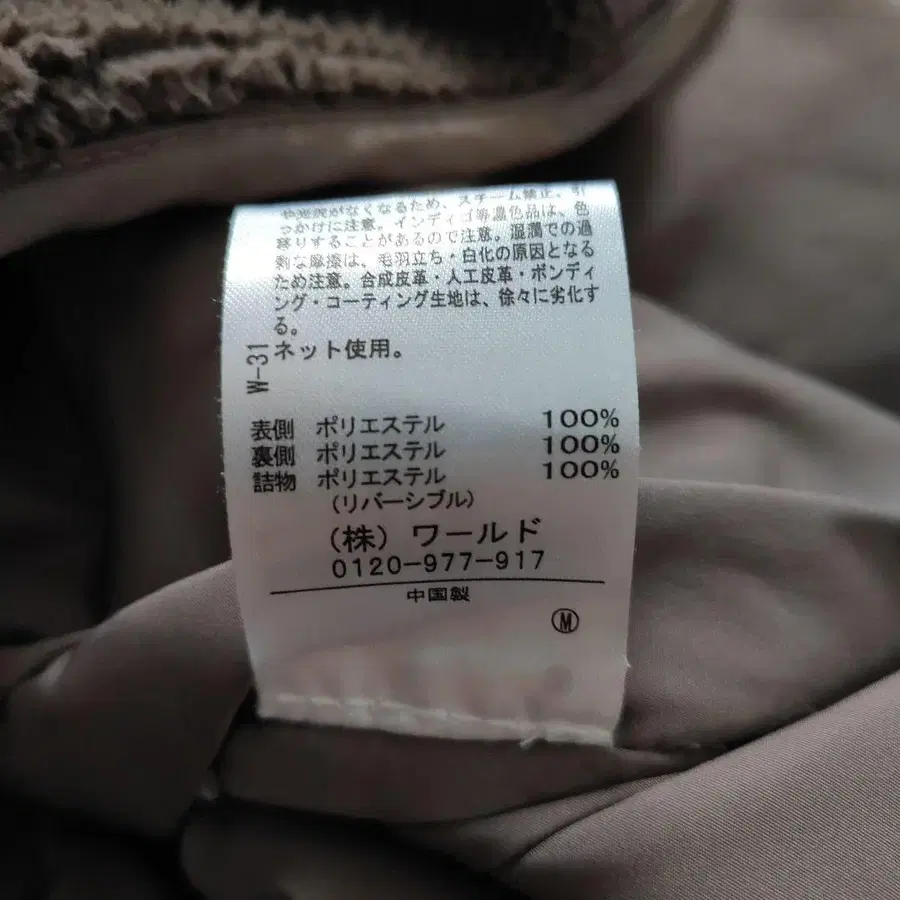 や光沢がなくなるため、スチーム矯正、引
っかけに注意。インディゴ等濃色品は、色
移りすることがあるので注意。湿潤での過
剰な摩擦は、毛羽立ち・白化の原因となる
ため注意。合成皮革・人工皮革・ボンディ
ング・コーティング生地は、徐々に劣化す
る。
ネット使用。
W-31
表側 ポリエステル 100%
裏側 ポリエステル 100%
詰物 ポリエステル 100%
(リバーシブル)
(株) ワールド
0120-977-917
中国製
M